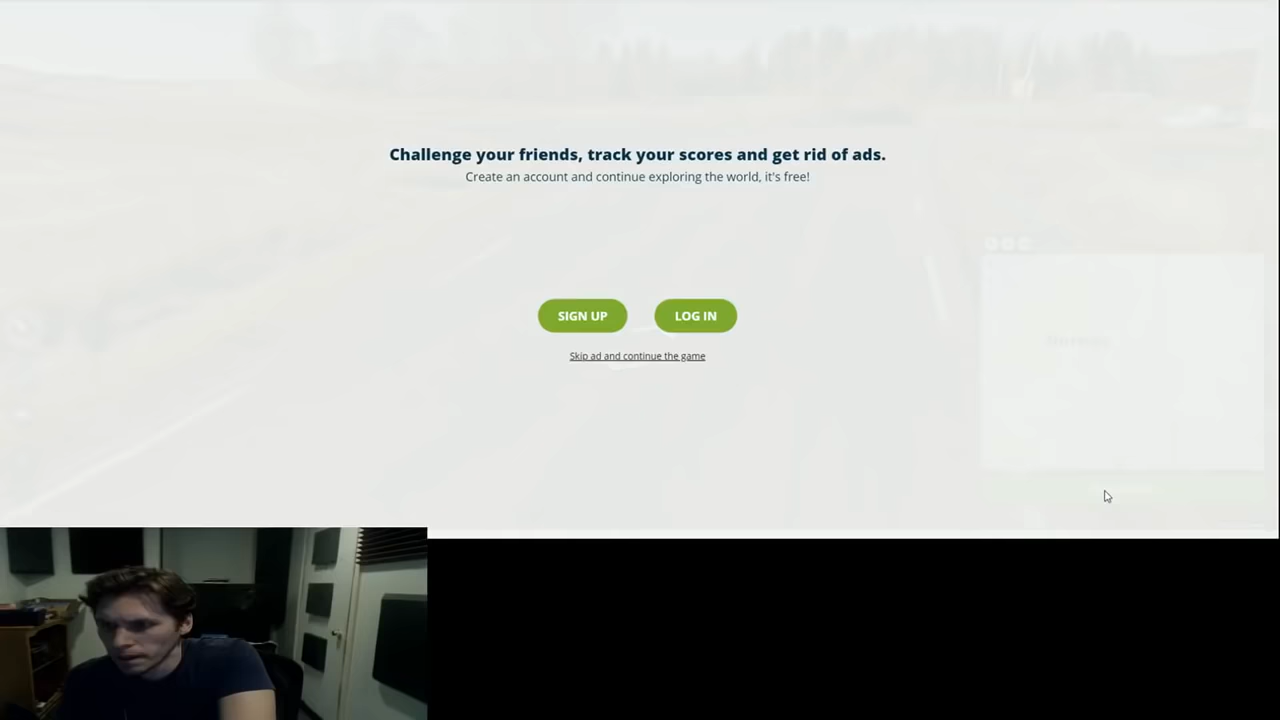 Challenge your friends, track your scores and get rid of ads.
Create an account and continue exploring the world, it's free!
SIGN UP
LOG IN
Skip ad and continue the game